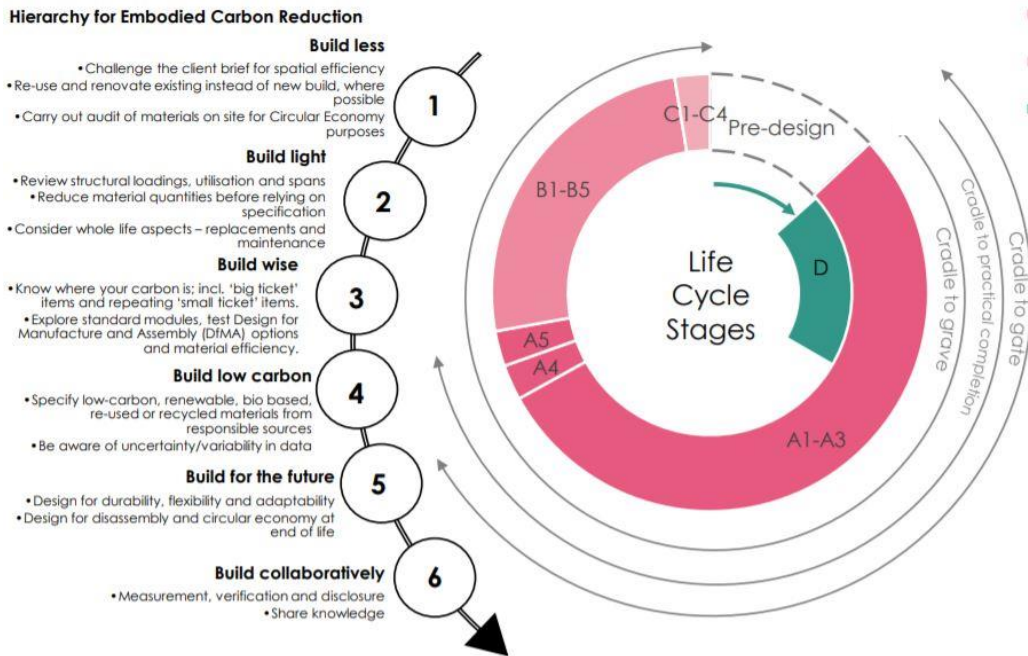 Hierarchy for Embodied Carbon Reduction
Build less
•Challenge the client brief for spatial efficiency
•Re-use and renovate existing instead of new build, where
possible
•Carry out audit of materials on site for Circular Economy
purposes
1
Build light
•Review structural loadings, utilisation and spans
•Reduce material quantities before relying on
specification
•Consider whole life aspects – replacements and
maintenance
2
Build wise
•Know where your carbon is; incl. 'big ticket'
items and repeating 'small ticket' items.
•Explore standard modules, test Design for
Manufacture and Assembly (DfMA) options
and material efficiency.
3
Build low carbon
•Specify low-carbon, renewable, bio based,
re-used or recycled materials from
responsible sources
•Be aware of uncertainty/variability in data
4
Build for the future
•Design for durability, flexibility and adaptability
•Design for disassembly and circular economy at
end of life
5
Build collaboratively
•Measurement, verification and disclosure
•Share knowledge
6
C1-C4
Pre-design
B1-B5
D
Life
Cycle
Stages
A5
A4
A1-A3
Cradle to grave
Cradle to practical completion
Cradle to gate